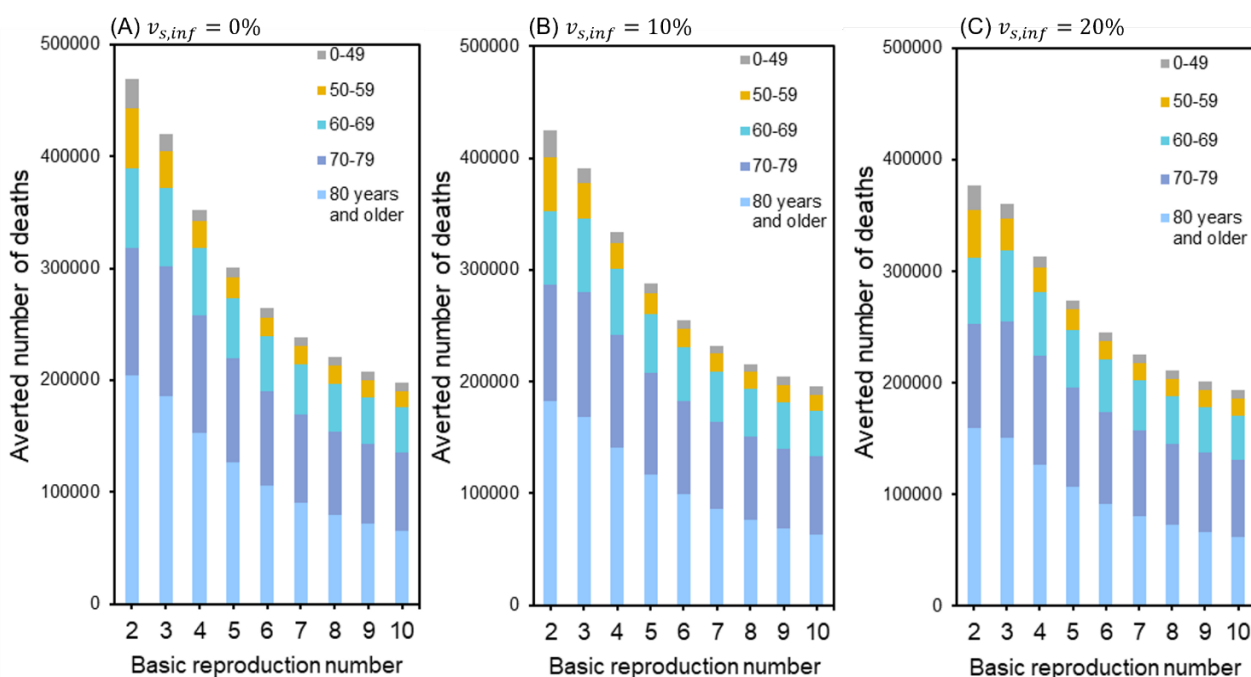 (A) v_{s,inf} = 0%
Averted number of deaths
500000
400000
300000
200000
100000
0
0-49
50-59
60-69
70-79
80 years
and older
2 3 4 5 6 7 8 9 10
Basic reproduction number
(B) v_{s,inf} = 10%
Averted number of deaths
500000
400000
300000
200000
100000
0
0-49
50-59
60-69
70-79
80 years
and older
2 3 4 5 6 7 8 9 10
Basic reproduction number
(C) v_{s,inf} = 20%
Averted number of deaths
500000
400000
300000
200000
100000
0
0-49
50-59
60-69
70-79
80 years
and older
2 3 4 5 6 7 8 9 10
Basic reproduction number